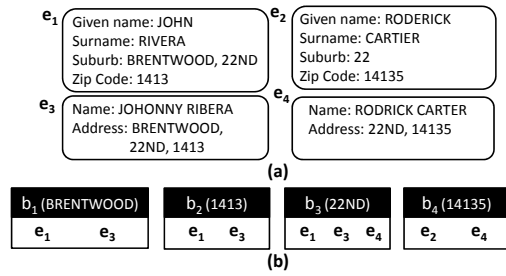 e1
Given name: JOHN
Surname: RIVERA
Suburb: BRENTWOOD, 22ND
Zip Code: 1413
e2
Given name: RODERICK
Surname: CARTIER
Suburb: 22
Zip Code: 14135
e3
Name: JOHONNY RIBERA
Address: BRENTWOOD,
22ND, 1413
e4
Name: RODRICK CARTER
Address: 22ND, 14135
(a)
b1 (BRENTWOOD)
e1 e3
b2 (1413)
e1 e3
b3 (22ND)
e1 e3 e4
b4 (14135)
e2 e4
(b)